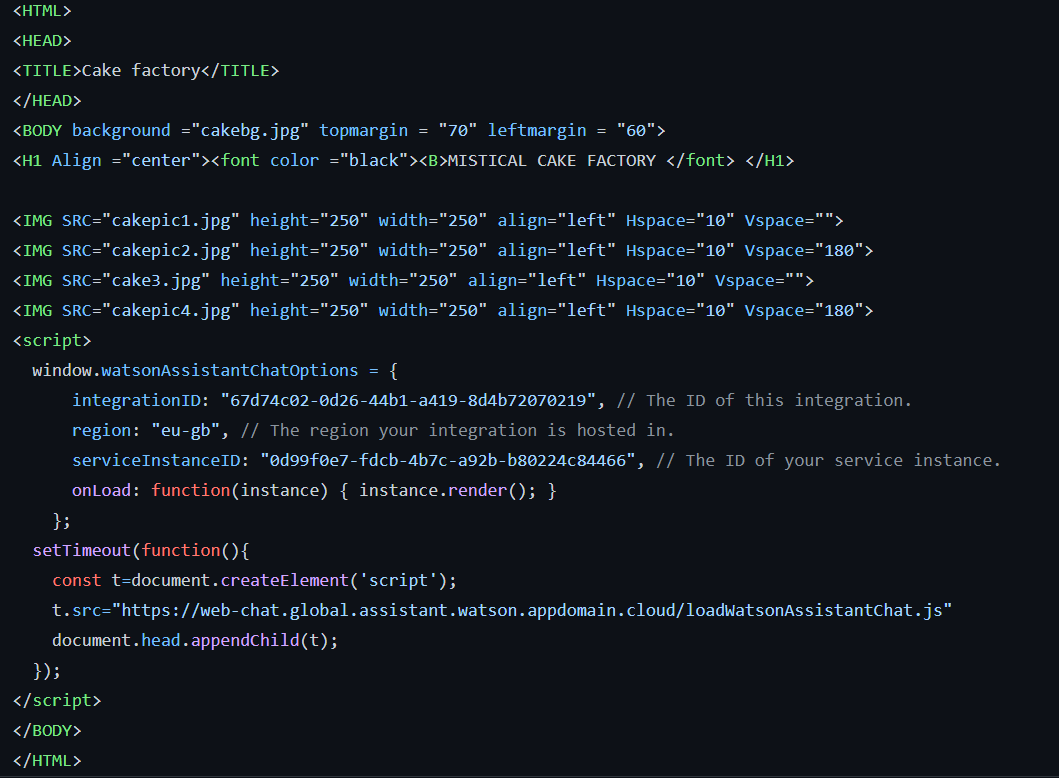 <HTML>
<HEAD>
<TITLE>Cake factory</TITLE>
</HEAD>
<BODY background ="cakebg.jpg" topmargin = "70" leftmargin = "60">
<H1 Align ="center"><font color ="black"><B>MISTICAL CAKE FACTORY </font> </H1>

<IMG SRC="cakepic1.jpg" height="250" width="250" align="left" Hspace="10" Vspace="">
<IMG SRC="cakepic2.jpg" height="250" width="250" align="left" Hspace="10" Vspace="180">
<IMG SRC="cake3.jpg" height="250" width="250" align="left" Hspace="10" Vspace="">
<IMG SRC="cakepic4.jpg" height="250" width="250" align="left" Hspace="10" Vspace="180">
<script>
  window.watsonAssistantChatOptions = {
      integrationID: "67d74c02-0d26-44b1-a419-8d4b72070219", // The ID of this integration.
      region: "eu-gb", // The region your integration is hosted in.
      serviceInstanceID: "0d99f0e7-fdcb-4b7c-a92b-b80224c84466", // The ID of your service instance.
      onLoad: function(instance) { instance.render(); }
    };
  setTimeout(function(){
    const t=document.createElement('script');
    t.src="https://web-chat.global.assistant.watson.appdomain.cloud/loadWatsonAssistantChat.js"
    document.head.appendChild(t);
  });
</script>
</BODY>
</HTML>